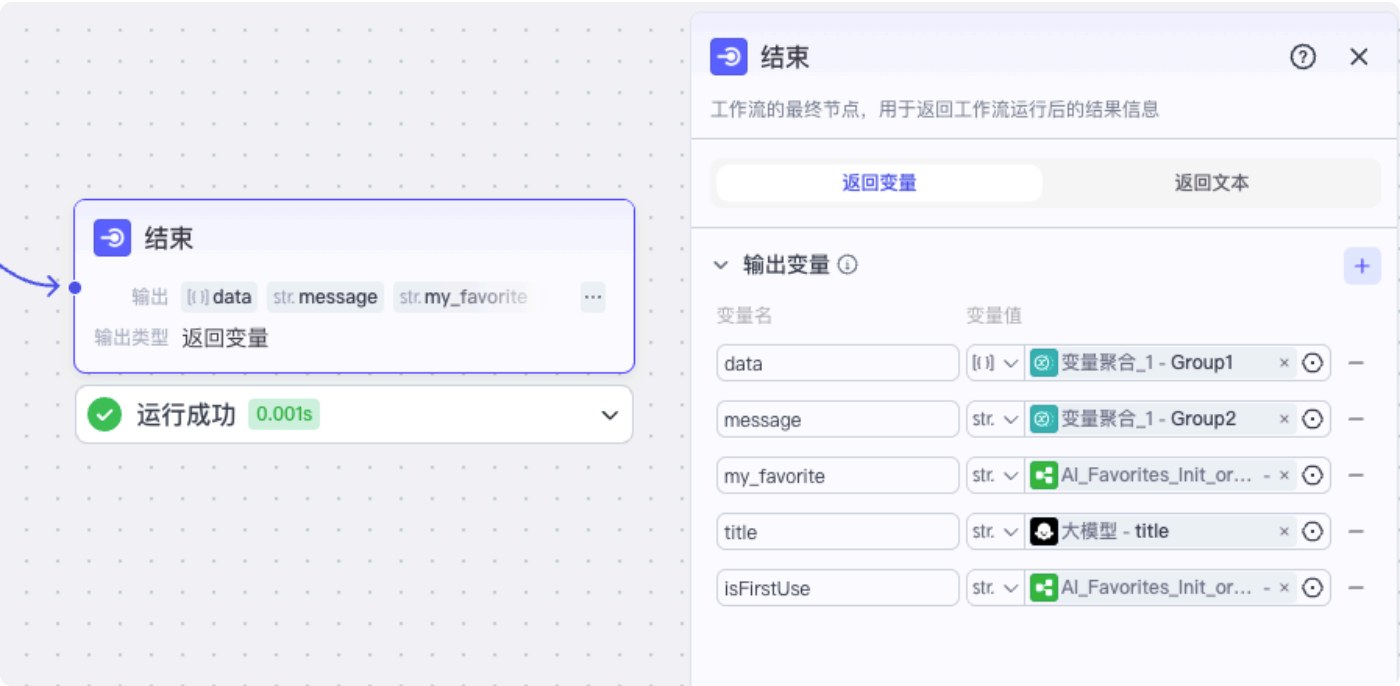 结束
输出 [{}] data str. message str. my_favorite ...
输出类型 返回变量
运行成功 0.001s
结束
工作流的最终节点，用于返回工作流运行后的结果信息
返回变量 返回文本
输出变量
变量名 变量值
data [{}] 变量聚合_1 - Group1
message str. 变量聚合_1 - Group2
my_favorite str. AI_Favorites_Init_or... -
title str. 大模型 - title
isFirstUse str. AI_Favorites_Init_or... -